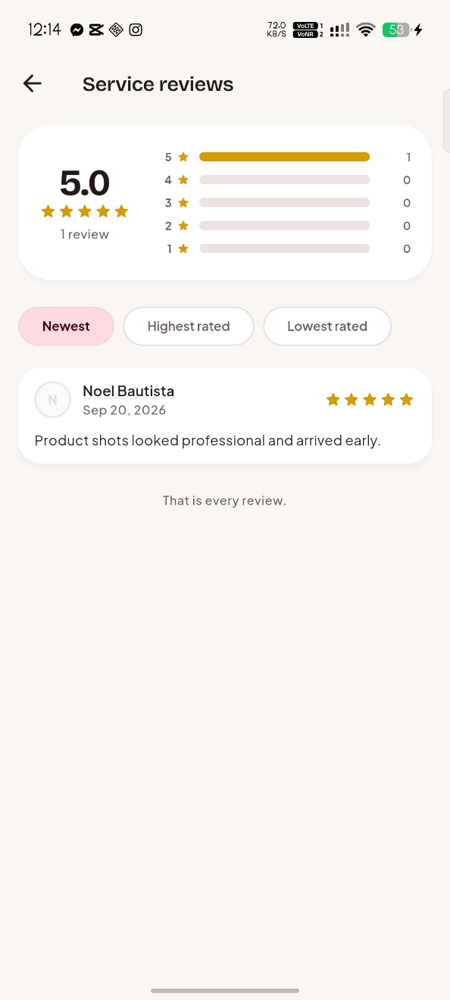 12:14
72.0 KB/S
VoLTE 1
VoNR 2
53
Service reviews
5.0
1 review
5 1
4 0
3 0
2 0
1 0
Newest
Highest rated
Lowest rated
N
Noel Bautista
Sep 20, 2026
Product shots looked professional and arrived early.
That is every review.